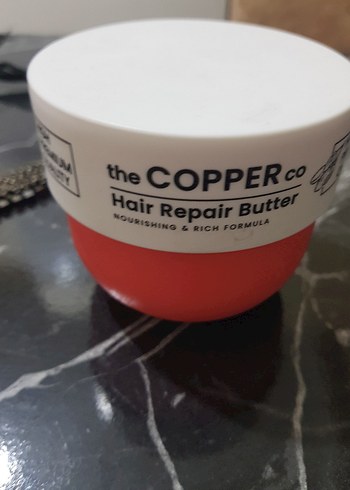 the COPPER co
Hair Repair Butter
NOURISHING & RICH FORMULA